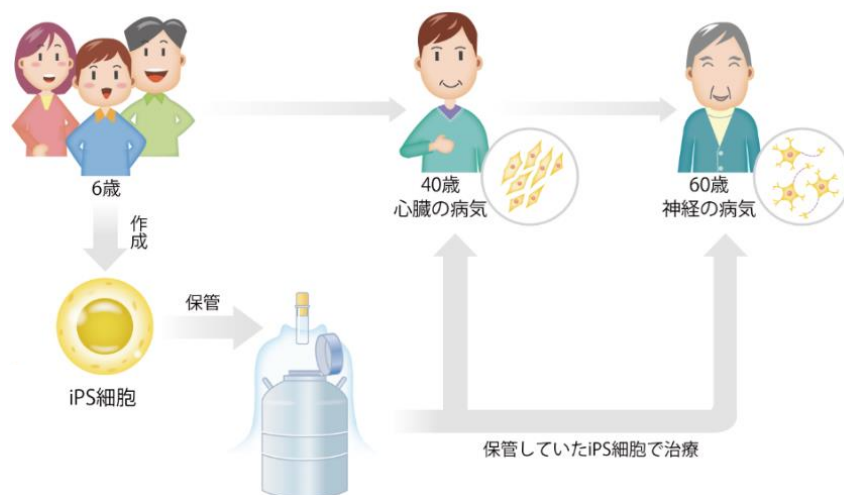 6歳
40歳
心臓の病気
60歳
神経の病気
作成
保管
iPS細胞
保管していたiPS細胞で治療